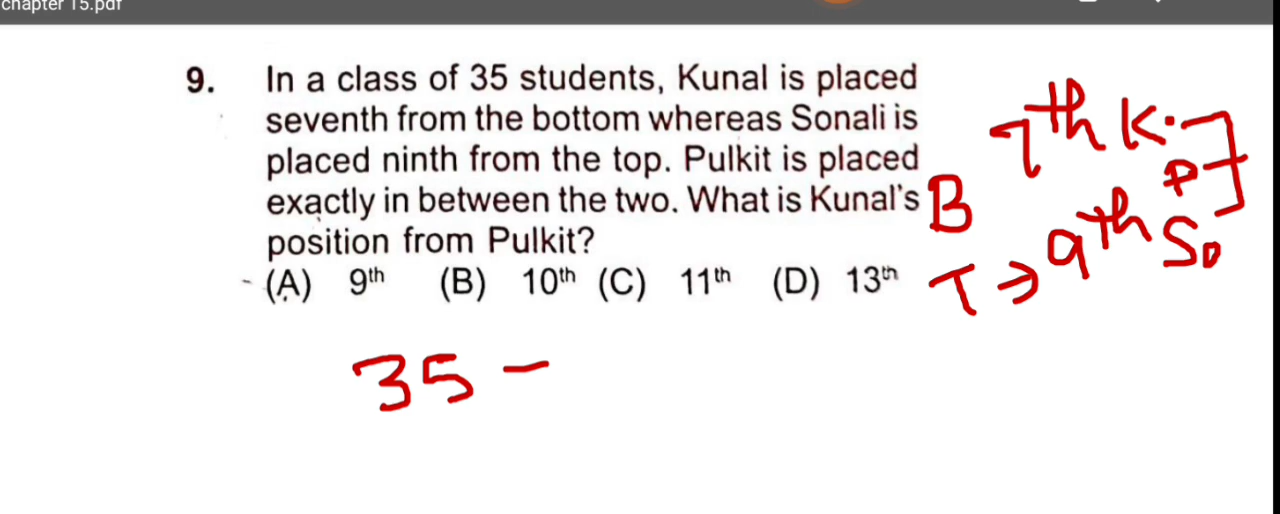 chapter 15.pdf
9. In a class of 35 students, Kunal is placed
seventh from the bottom whereas Sonali is
placed ninth from the top. Pulkit is placed
exactly in between the two. What is Kunal's
position from Pulkit?
(A) 9th (B) 10th (C) 11th (D) 13th
7th K.
P
B
9th So
T →
35 –